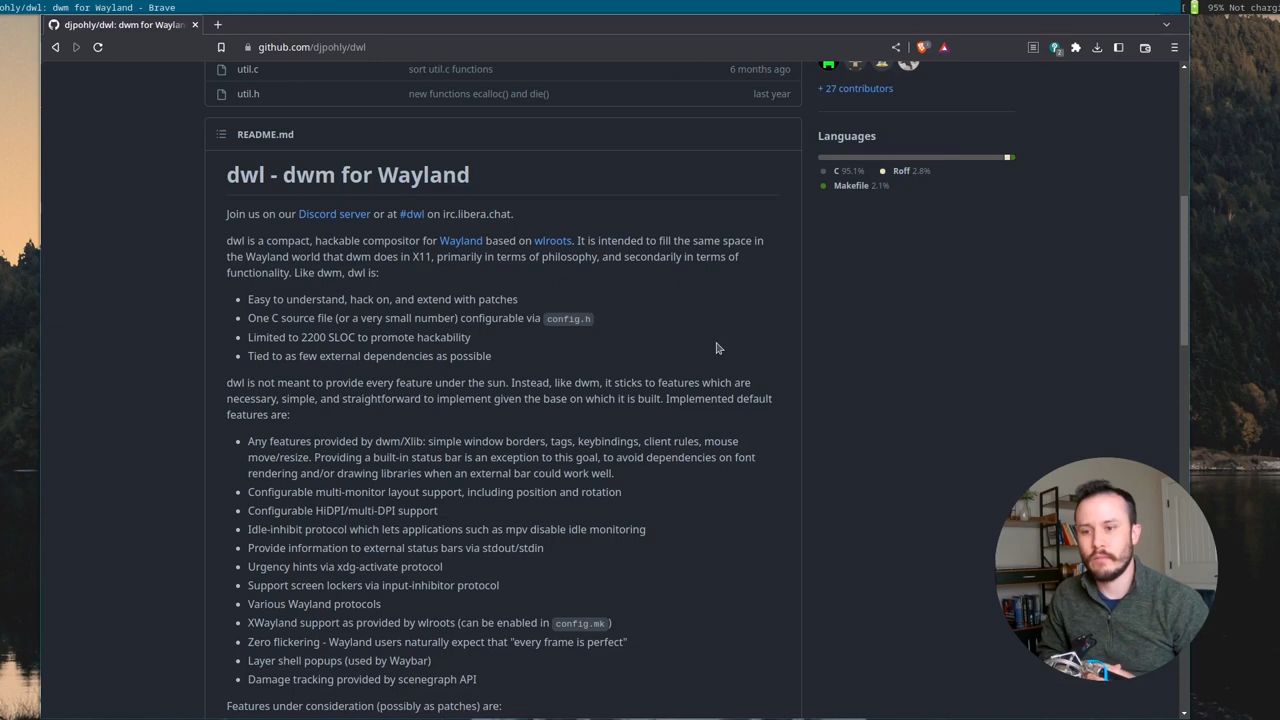 ohly/dwl: dwm for Wayland - Brave
95% Not chargi
djpohly/dwl: dwm for Waylan
github.com/djpohly/dwl
util.c sort util.c functions 6 months ago
util.h new functions ecalloc() and die() last year
+ 27 contributors
Languages
C 95.1% Roff 2.8%
Makefile 2.1%
README.md
dwl - dwm for Wayland
Join us on our Discord server or at #dwl on irc.libera.chat.
dwl is a compact, hackable compositor for Wayland based on wlroots. It is intended to fill the same space in
the Wayland world that dwm does in X11, primarily in terms of philosophy, and secondarily in terms of
functionality. Like dwm, dwl is:
• Easy to understand, hack on, and extend with patches
• One C source file (or a very small number) configurable via config.h
• Limited to 2200 SLOC to promote hackability
• Tied to as few external dependencies as possible
dwl is not meant to provide every feature under the sun. Instead, like dwm, it sticks to features which are
necessary, simple, and straightforward to implement given the base on which it is built. Implemented default
features are:
• Any features provided by dwm/Xlib: simple window borders, tags, keybindings, client rules, mouse
move/resize. Providing a built-in status bar is an exception to this goal, to avoid dependencies on font
rendering and/or drawing libraries when an external bar could work well.
• Configurable multi-monitor layout support, including position and rotation
• Configurable HiDPI/multi-DPI support
• Idle-inhibit protocol which lets applications such as mpv disable idle monitoring
• Provide information to external status bars via stdout/stdin
• Urgency hints via xdg-activate protocol
• Support screen lockers via input-inhibitor protocol
• Various Wayland protocols
• XWayland support as provided by wlroots (can be enabled in config.mk)
• Zero flickering - Wayland users naturally expect that "every frame is perfect"
• Layer shell popups (used by Waybar)
• Damage tracking provided by scenegraph API
Features under consideration (possibly as patches) are: